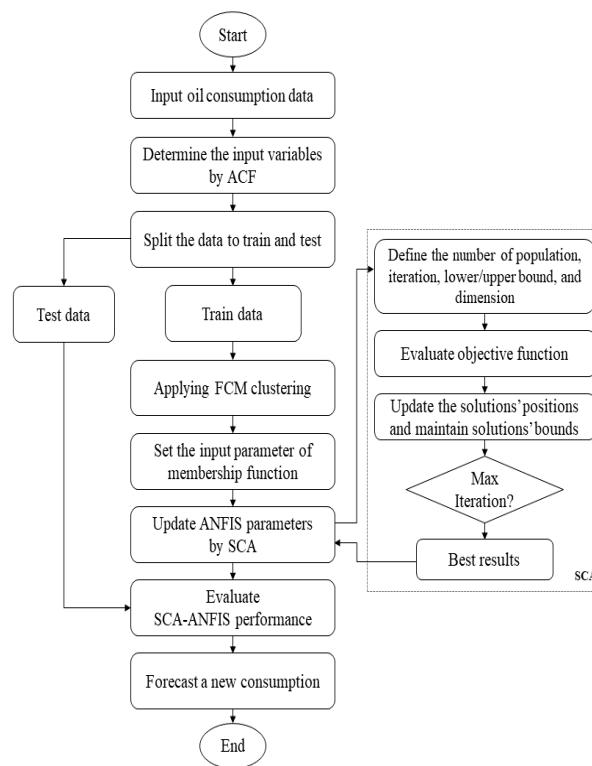 Start
Input oil consumption data
Determine the input variables
by ACF
Split the data to train and test
Test data
Train data
Applying FCM clustering
Set the input parameter of
membership function
Update ANFIS parameters
by SCA
Evaluate
SCA-ANFIS performance
Forecast a new consumption
End
Define the number of population,
iteration, lower/upper bound, and
dimension
Evaluate objective function
Update the solutions' positions
and maintain solutions' bounds
Max
Iteration?
Best results
SCA